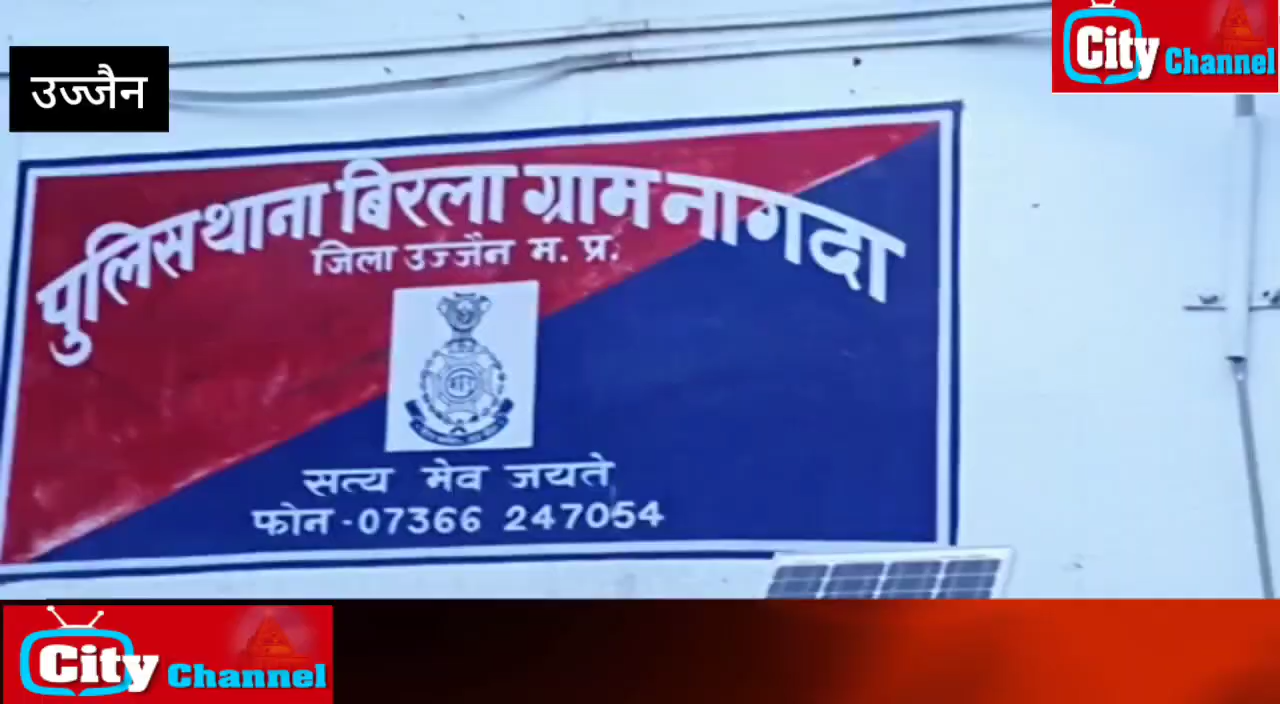 उज्जैन
City Channel
पुलिस थाना बिरला ग्राम नागदा
जिला उज्जैन म. प्र.
सत्य मेव जयते
फोन -07366 247054
City Channel